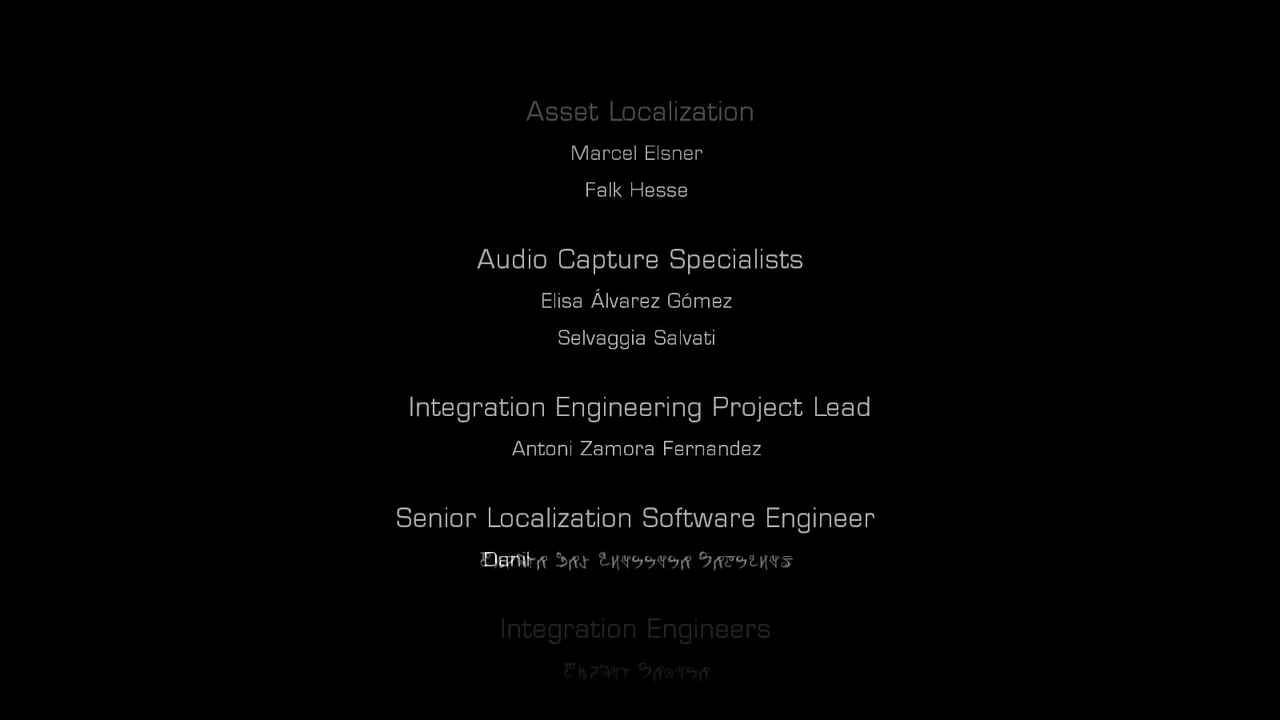 Asset Localization
Marcel Elsner
Falk Hesse
Audio Capture Specialists
Elisa Álvarez Gómez
Selvaggia Salvati
Integration Engineering Project Lead
Antoni Zamora Fernandez
Senior Localization Software Engineer
Integration Engineers